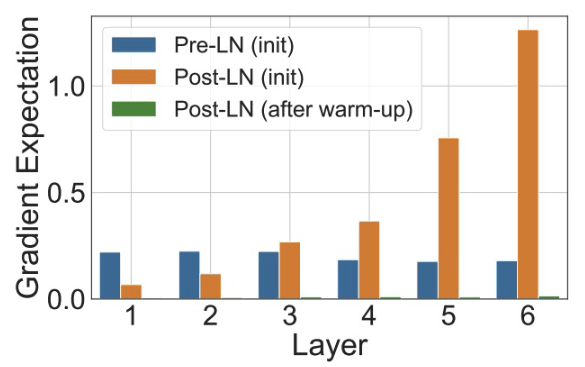 Gradient Expectation
Pre-LN (init)
Post-LN (init)
Post-LN (after warm-up)
1.0
0.5
0.0
1 2 3 4 5 6
Layer